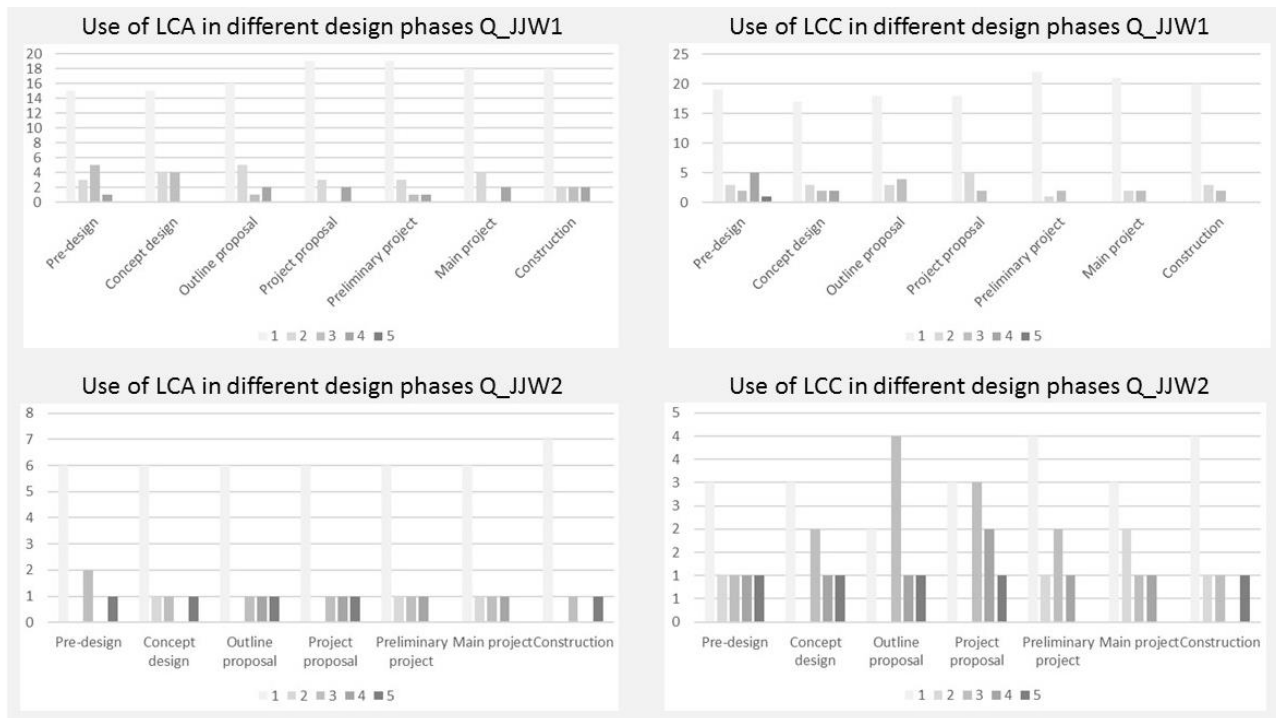 Use of LCA in different design phases Q_JJW1
20
18
16
14
12
10
8
6
4
2
0
Pre-design
Concept design
Outline proposal
Project proposal
Preliminary project
Main project
Construction
1 2 3 4 5
Use of LCC in different design phases Q_JJW1
25
20
15
10
5
0
Pre-design
Concept design
Outline proposal
Project proposal
Preliminary project
Main project
Construction
1 2 3 4 5
Use of LCA in different design phases Q_JJW2
8
7
6
5
4
3
2
1
0
Pre-design Concept Outline Project Preliminary Main project Construction
design proposal proposal project
1 2 3 4 5
Use of LCC in different design phases Q_JJW2
5
4
4
3
3
2
2
1
1
0
Pre-design Concept Outline Project Preliminary Main project Construction
design proposal proposal project
1 2 3 4 5